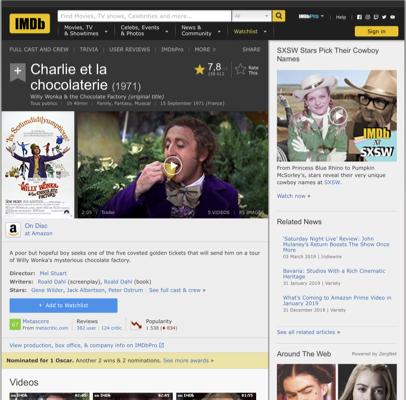 IMDb
Find Movies, TV shows, Celebrities and more...
All
IMDbPro
Help
Movies, TV
& Showtimes
Celebs, Events
& Photos
News &
Community
Watchlist
Sign in
FULL CAST AND CREW | TRIVIA | USER REVIEWS | IMDbPro | MORE
SHARE
Charlie et la
chocolaterie (1971)
7,8
Rate
This
Willy Wonka & the Chocolate Factory (original title)
Tous publics | 1h 40min | Family, Fantasy, Musical | 15 September 1971 (France)
2:05 | Trailer
5 VIDEOS
On Disc
at Amazon
A poor but hopeful boy seeks one of the five coveted golden tickets that will send him on a
tour of Willy Wonka's mysterious chocolate factory.
Director: Mel Stuart
Writers: Roald Dahl (screenplay), Roald Dahl (book)
Stars: Gene Wilder, Jack Albertson, Peter Ostrum | See full cast & crew »
+ Add to Watchlist
67
Metascore
From metacritic.com
Reviews
382 user | 124 critic
Popularity
1 538 (834)
View production, box office, & company info on IMDbPro
Nominated for 1 Oscar. Another 2 wins & 2 nominations. See more awards »
Videos
SXSW Stars Pick Their Cowboy
Names
IMDb
AT
SXSW
From Princess Blue Rhino to Pumpkin
McSorley's, stars reveal their very
unique cowboy names at SXSW.
Watch now »
Related News
'Saturday Night Live' Review: John
Mulaney's Return Boosts The Show Once
More
03 March 2019 | Indiewire
Bavaria: Studios With a Rich Cinematic
Heritage
31 January 2019 | Variety
What's Coming to Amazon Prime Video in
January 2019
31 December 2018 | Variety
See all related articles »
Around The Web
Powered by ZergNet